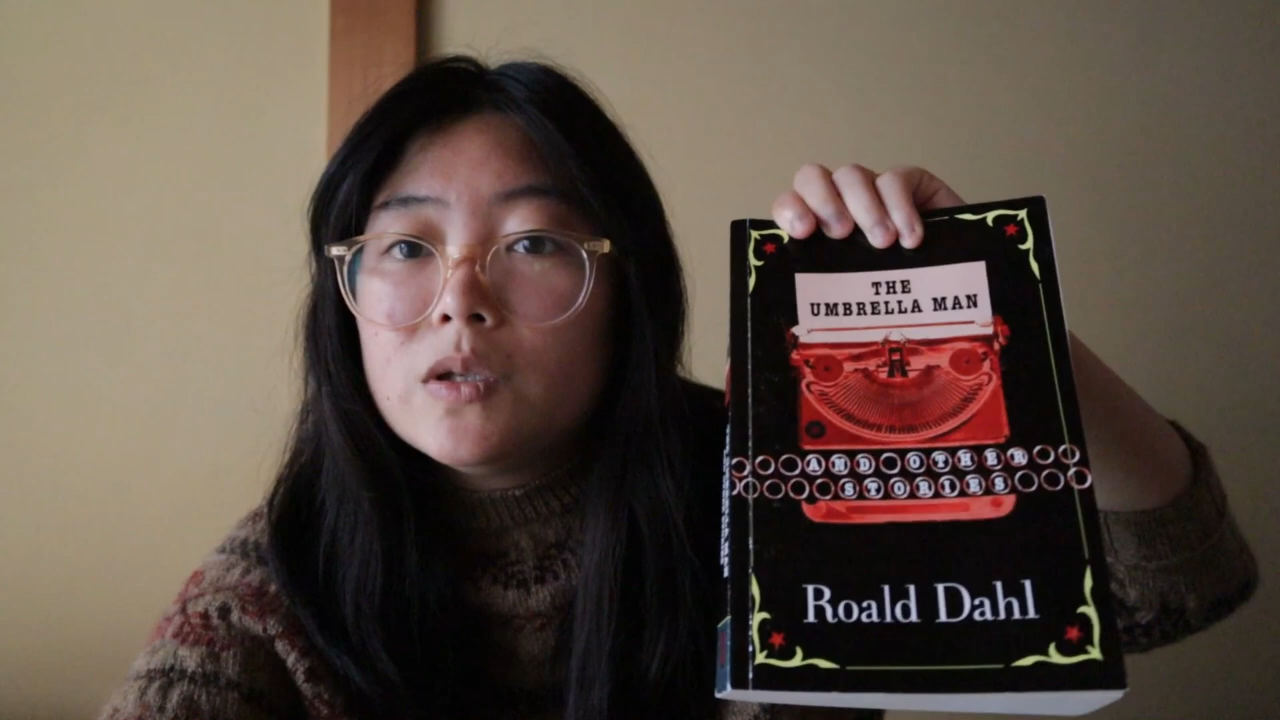 THE
UMBRELLA MAN
AND OTHER
STORIES
Roald Dahl